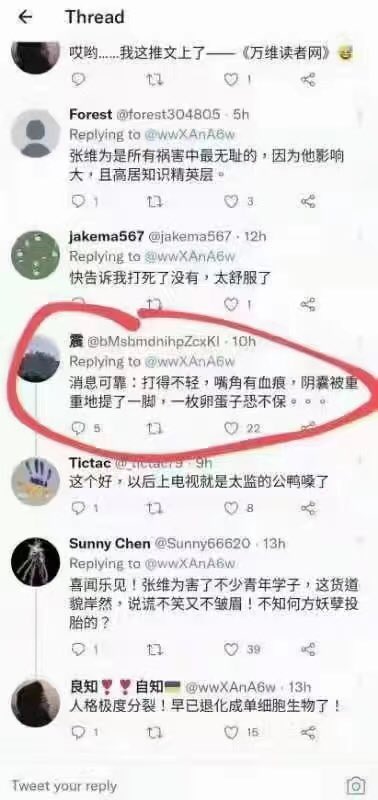 Thread
哎哟……我这推文上了——《万维读者网》😅
1
Forest @forest304805 · 5h
Replying to @wwXAnA6w
张维为是所有祸害中最无耻的，因为他影响
大，且高居知识精英层。
1 3
jakema567 @jakema567 · 12h
Replying to @wwXAnA6w
快告诉我打死了没有，太舒服了
1
震 @bMsbmdnihpZcxKl · 10h
Replying to @wwXAnA6w
消息可靠：打得不轻，嘴角有血痕，阴囊被重
重地提了一脚，一枚卵蛋子恐不保。。。
5 22
Tictac @_tictac79 · 9h
这个好，以后上电视就是太监的公鸭嗓了
1 8
Sunny Chen @Sunny66620 · 13h
Replying to @wwXAnA6w
喜闻乐见！张维为害了不少青年学子，这货道
貌岸然，说谎不笑又不皱眉！不知何方妖孽投
胎的？
1 39
良知❣️❣️自知🇺🇦 @wwXAnA6w · 13h
人格极度分裂！早已退化成单细胞生物了！
1 15
Tweet your reply